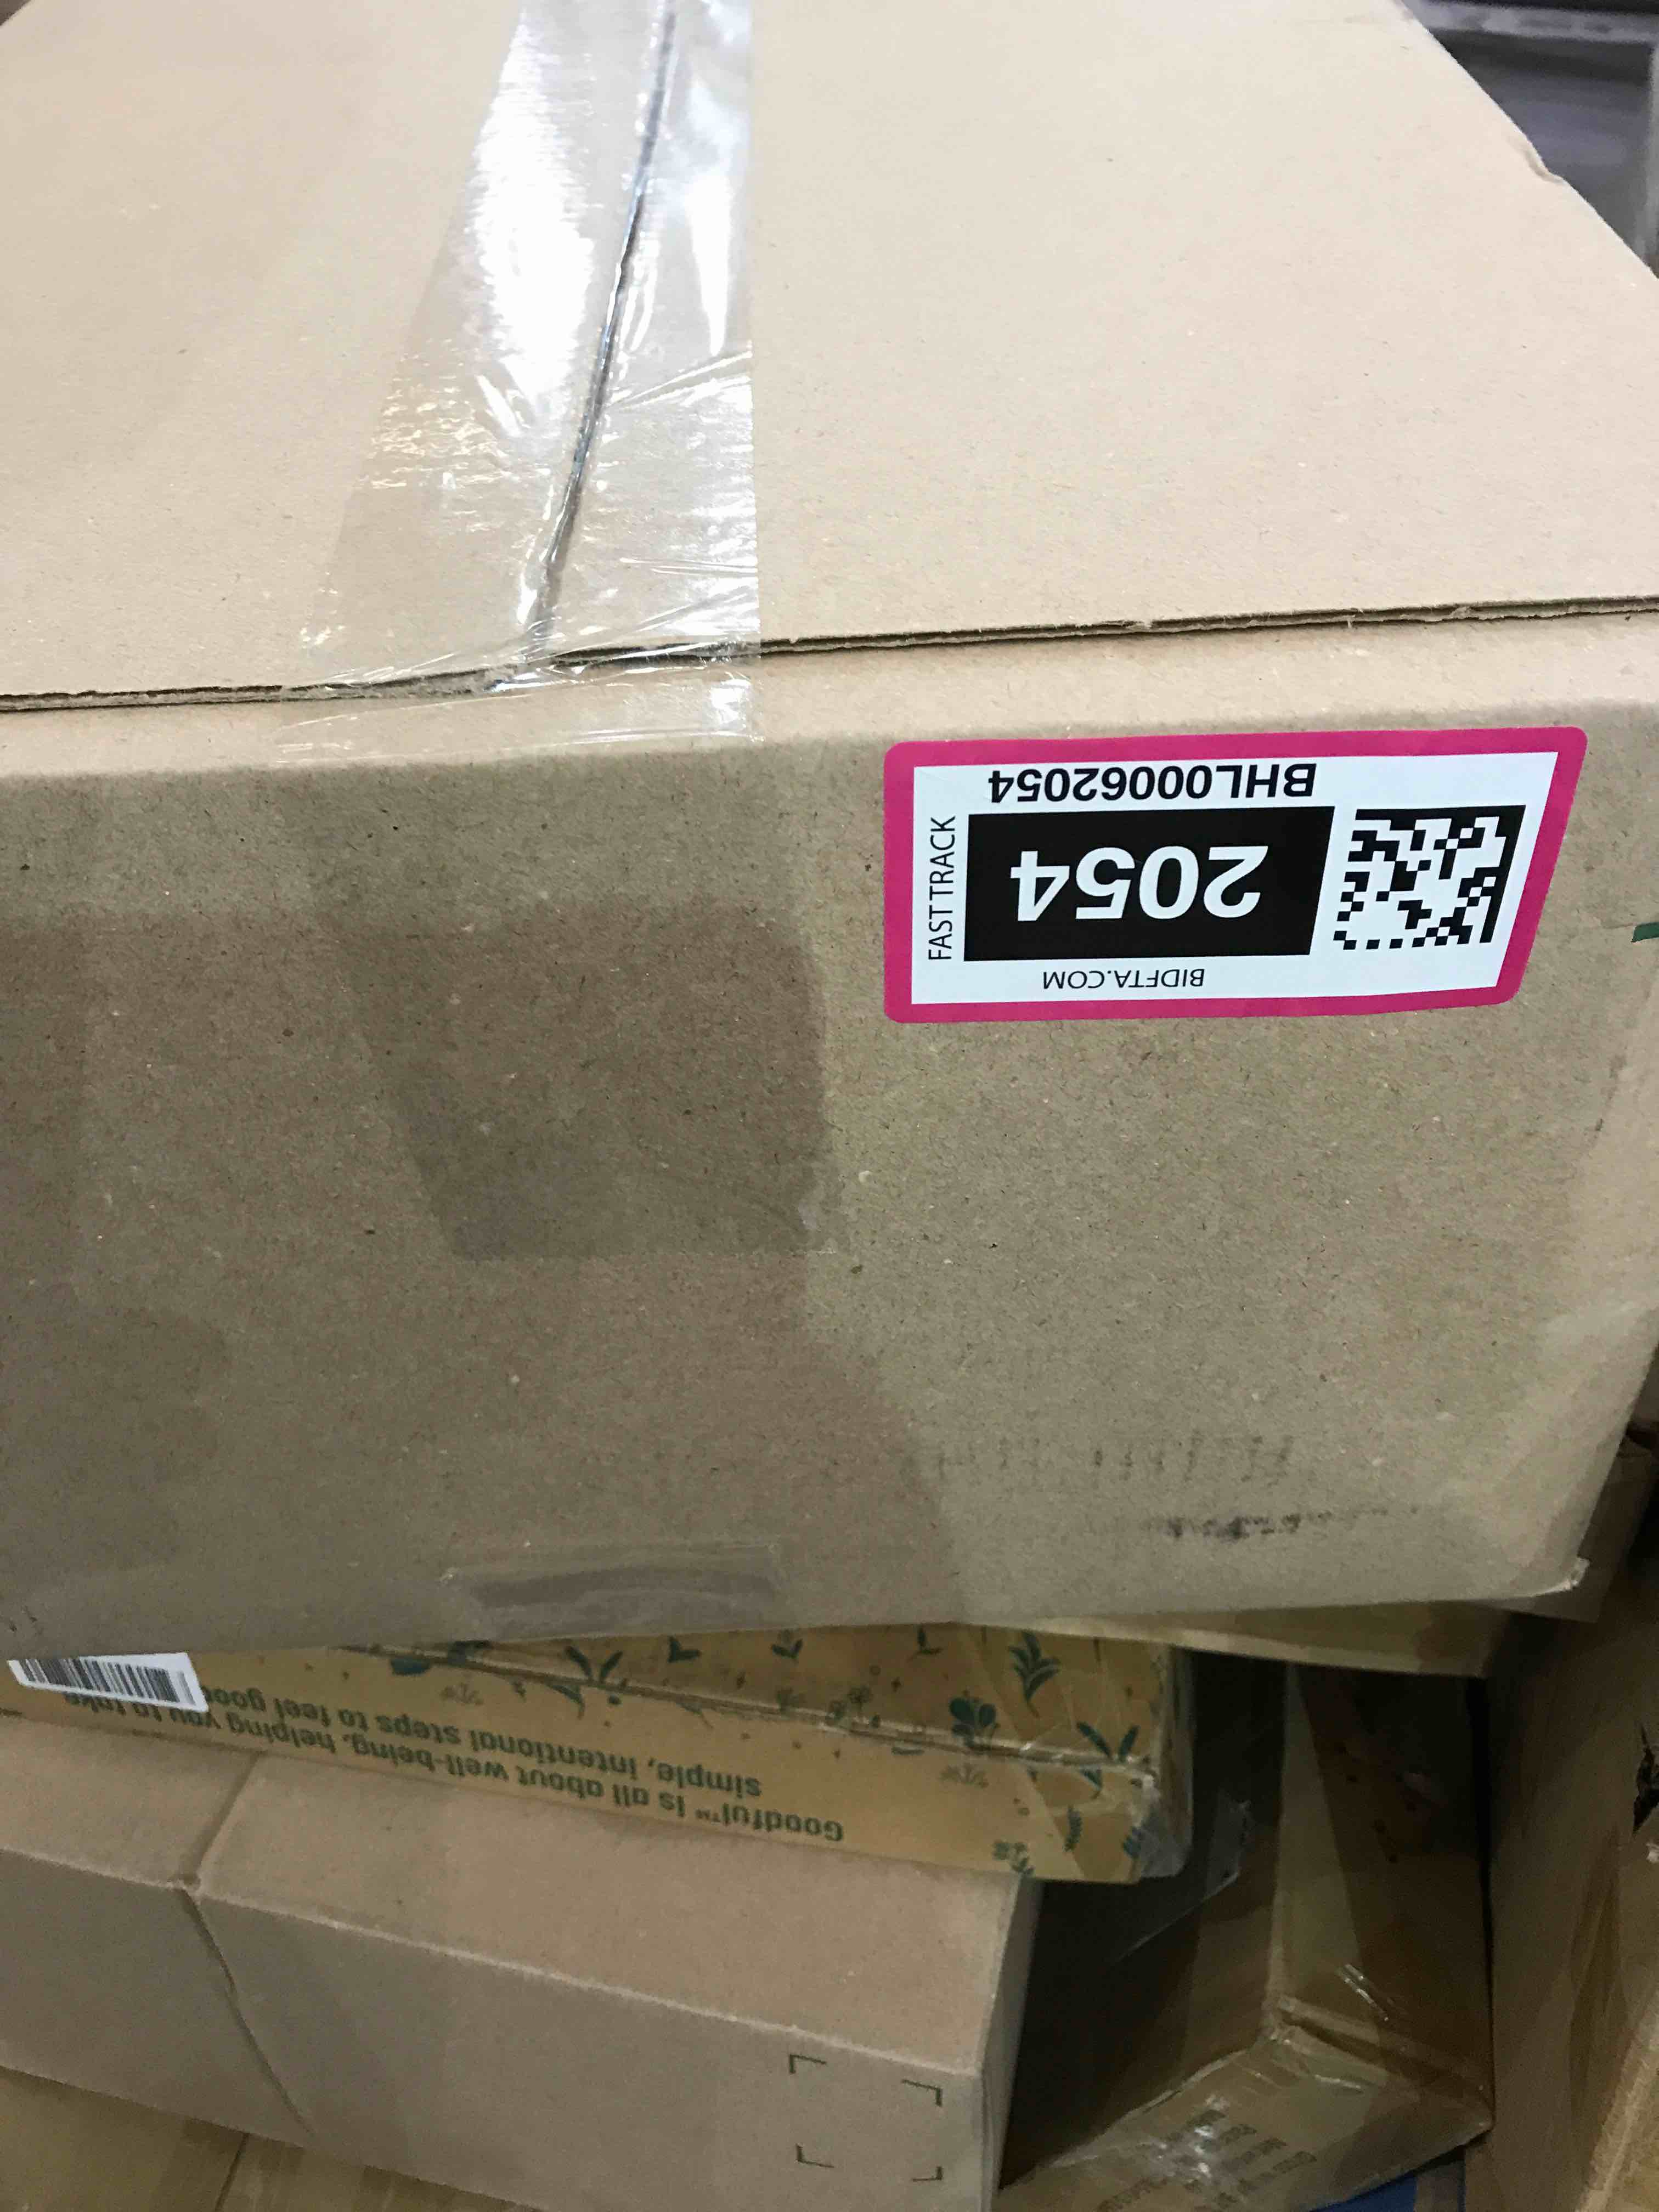 BIDFTA.COM
2054
FAST TRACK
BHL00062054
Goodful™ is all about well-being, helping you to take
simple, intentional steps to feel good